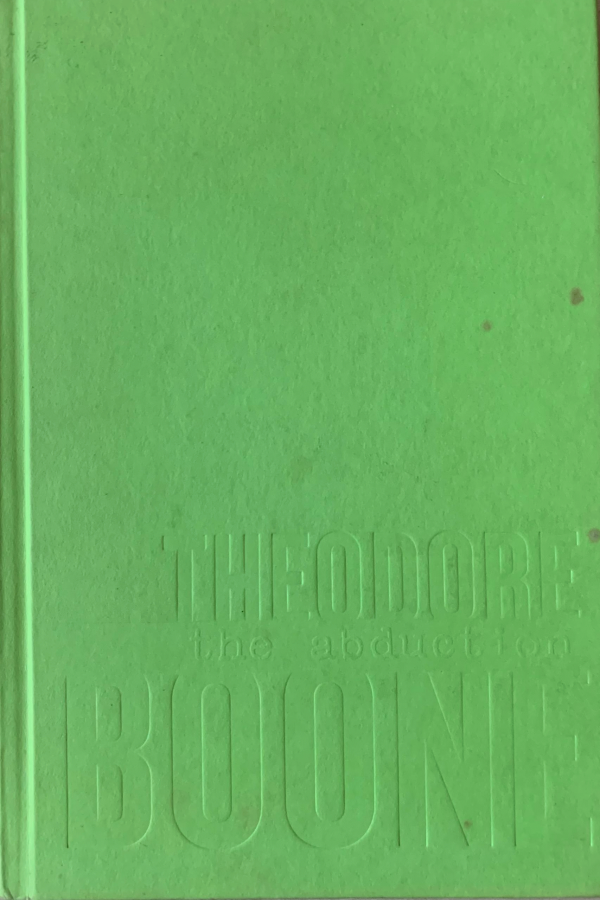 THEODORE
the abduction
BOONE